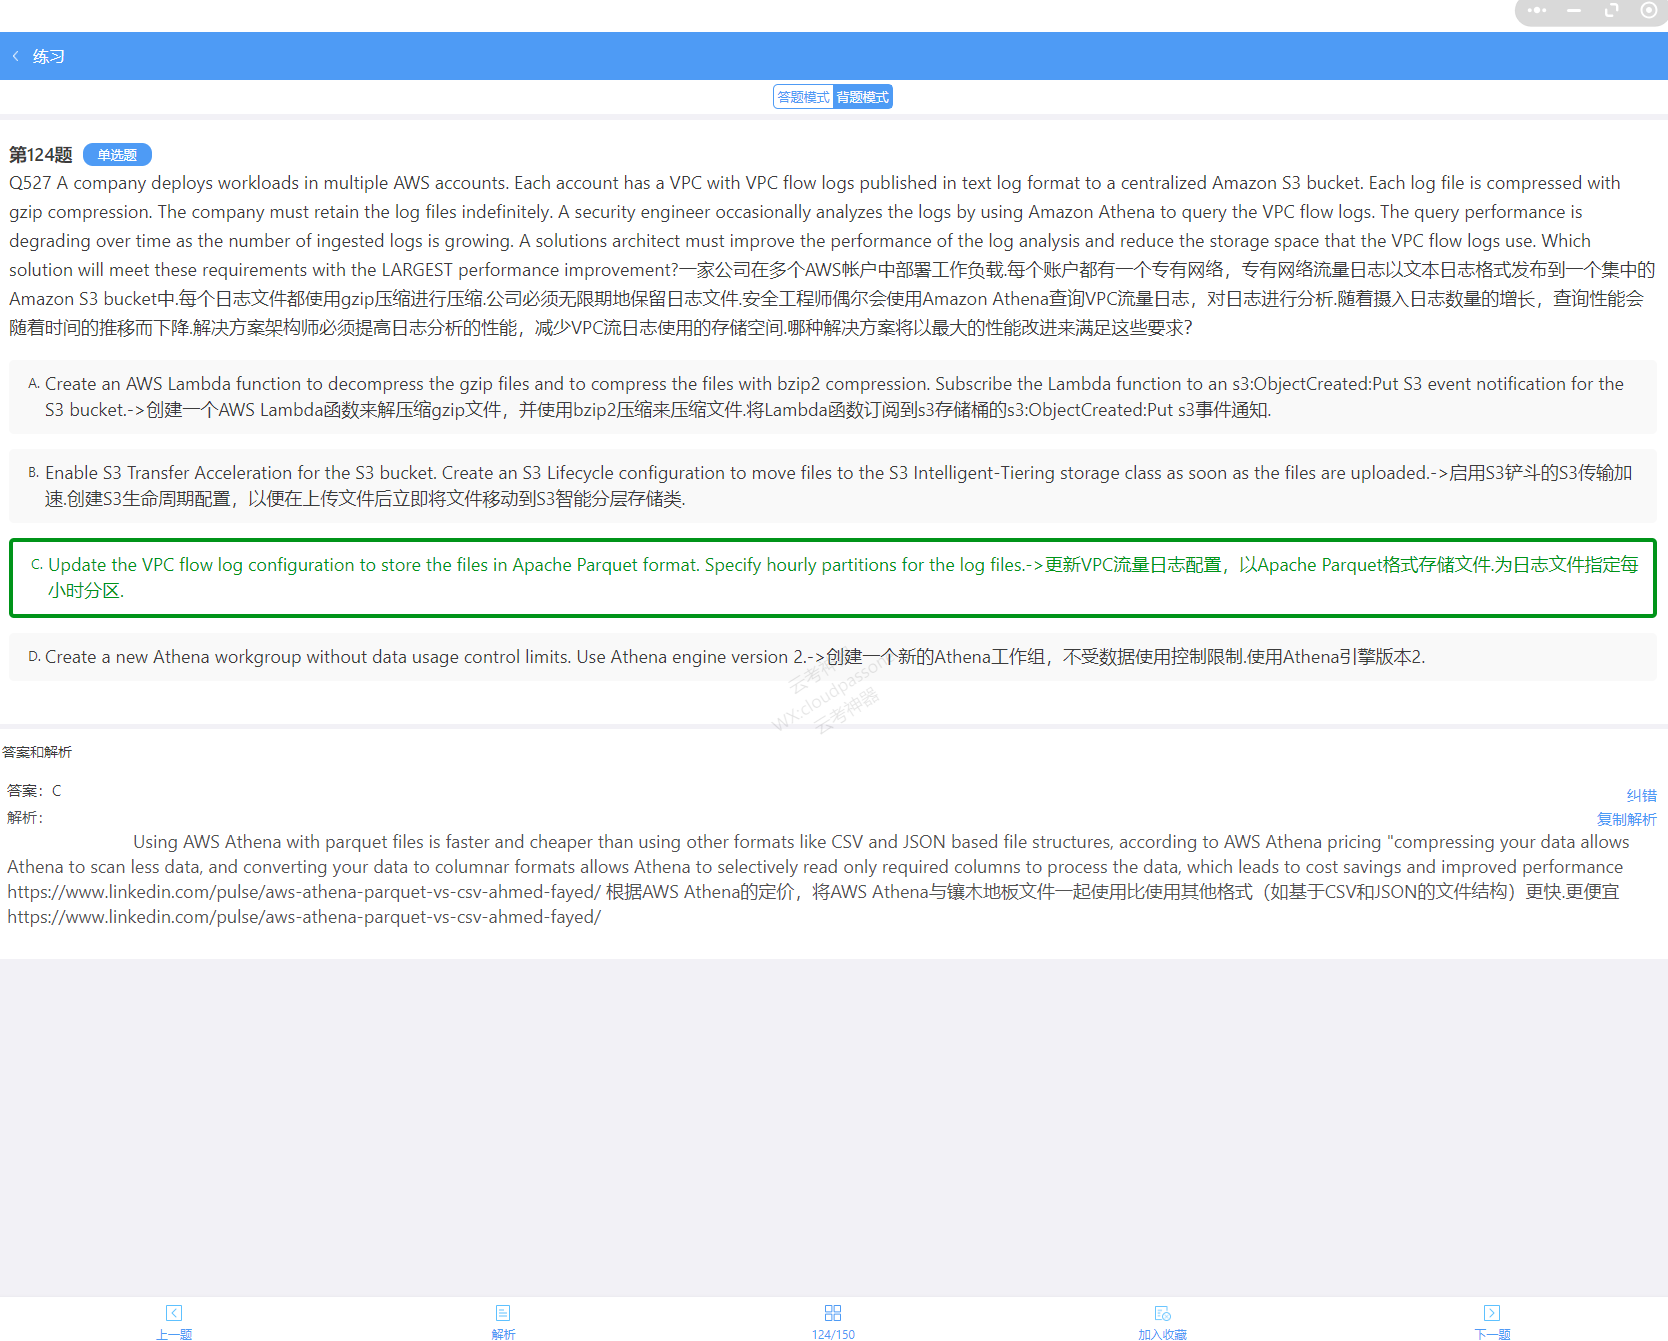 练习
答题模式 背题模式
第124题 单选题
Q527 A company deploys workloads in multiple AWS accounts. Each account has a VPC with VPC flow logs published in text log format to a centralized Amazon S3 bucket. Each log file is compressed with
gzip compression. The company must retain the log files indefinitely. A security engineer occasionally analyzes the logs by using Amazon Athena to query the VPC flow logs. The query performance is
degrading over time as the number of ingested logs is growing. A solutions architect must improve the performance of the log analysis and reduce the storage space that the VPC flow logs use. Which
solution will meet these requirements with the LARGEST performance improvement?一家公司在多个AWS帐户中部署工作负载.每个账户都有一个专有网络，专有网络流量日志以文本日志格式发布到一个集中的
Amazon S3 bucket中.每个日志文件都使用gzip压缩进行压缩.公司必须无限期地保留日志文件.安全工程师偶尔会使用Amazon Athena查询VPC流量日志，对日志进行分析.随着摄入日志数量的增长，查询性能会
随着时间的推移而下降.解决方案架构师必须提高日志分析的性能，减少VPC流日志使用的存储空间.哪种解决方案将以最大的性能改进来满足这些要求?
A. Create an AWS Lambda function to decompress the gzip files and to compress the files with bzip2 compression. Subscribe the Lambda function to an s3:ObjectCreated:Put S3 event notification for the
S3 bucket.->创建一个AWS Lambda函数来解压缩gzip文件，并使用bzip2压缩来压缩文件.将Lambda函数订阅到s3存储桶的s3:ObjectCreated:Put s3事件通知.
B. Enable S3 Transfer Acceleration for the S3 bucket. Create an S3 Lifecycle configuration to move files to the S3 Intelligent-Tiering storage class as soon as the files are uploaded.->启用S3铲斗的S3传输加
速.创建S3生命周期配置，以便在上传文件后立即将文件移动到S3智能分层存储类.
C. Update the VPC flow log configuration to store the files in Apache Parquet format. Specify hourly partitions for the log files.->更新VPC流量日志配置，以Apache Parquet格式存储文件.为日志文件指定每
小时分区.
D. Create a new Athena workgroup without data usage control limits. Use Athena engine version 2.->创建一个新的Athena工作组，不受数据使用控制限制.使用Athena引擎版本2.
云考神器
WX:cloudpassona
云考神器
答案和解析
答案：C
纠错
解析：
复制解析
Using AWS Athena with parquet files is faster and cheaper than using other formats like CSV and JSON based file structures, according to AWS Athena pricing "compressing your data allows
Athena to scan less data, and converting your data to columnar formats allows Athena to selectively read only required columns to process the data, which leads to cost savings and improved performance
https://www.linkedin.com/pulse/aws-athena-parquet-vs-csv-ahmed-fayed/ 根据AWS Athena的定价，将AWS Athena与镶木地板文件一起使用比使用其他格式（如基于CSV和JSON的文件结构）更快.更便宜
https://www.linkedin.com/pulse/aws-athena-parquet-vs-csv-ahmed-fayed/
上一题 解析 124/150 加入收藏 下一题